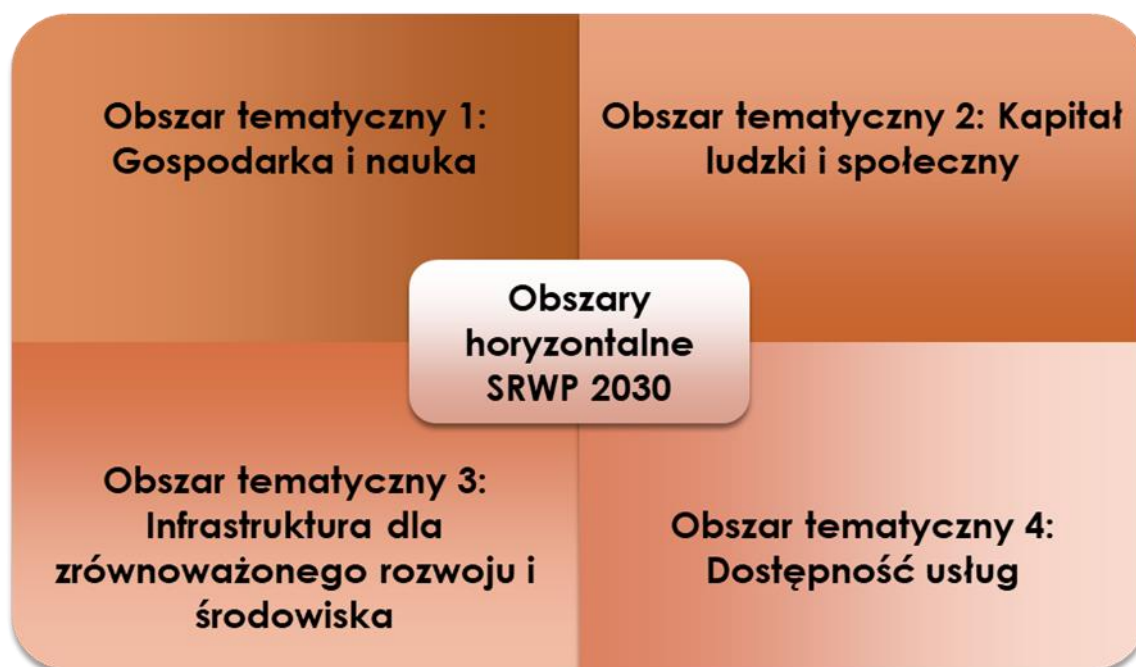 Obszar tematyczny 1:
Gospodarka i nauka
Obszar tematyczny 2: Kapitał
ludzki i społeczny
Obszary
horyzontalne
SRWP 2030
Obszar tematyczny 3:
Infrastruktura dla
zrównoważonego rozwoju i
środowiska
Obszar tematyczny 4:
Dostępność usług